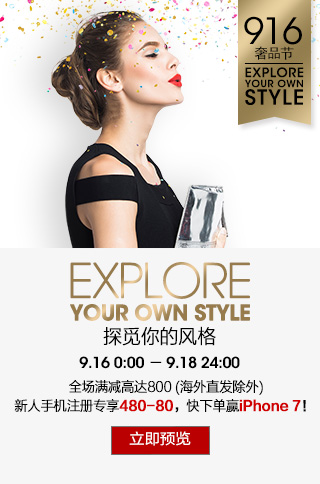 916
奢品节
EXPLORE
YOUR OWN
STYLE
EXPLORE
YOUR OWN STYLE
探觅你的风格
9.16 0:00 — 9.18 24:00
全场满减高达800 (海外直发除外)
新人手机注册专享480-80，快下单赢iPhone 7！
立即预览